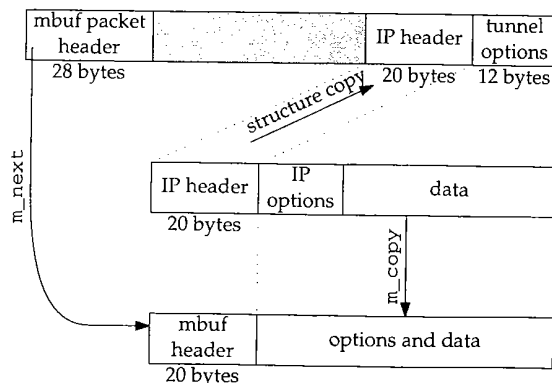 mbuf packet
header
IP header
tunnel
options
28 bytes
20 bytes
12 bytes
structure copy
m_next
IP header
IP
options
data
20 bytes
m_copy
mbuf
header
options and data
20 bytes